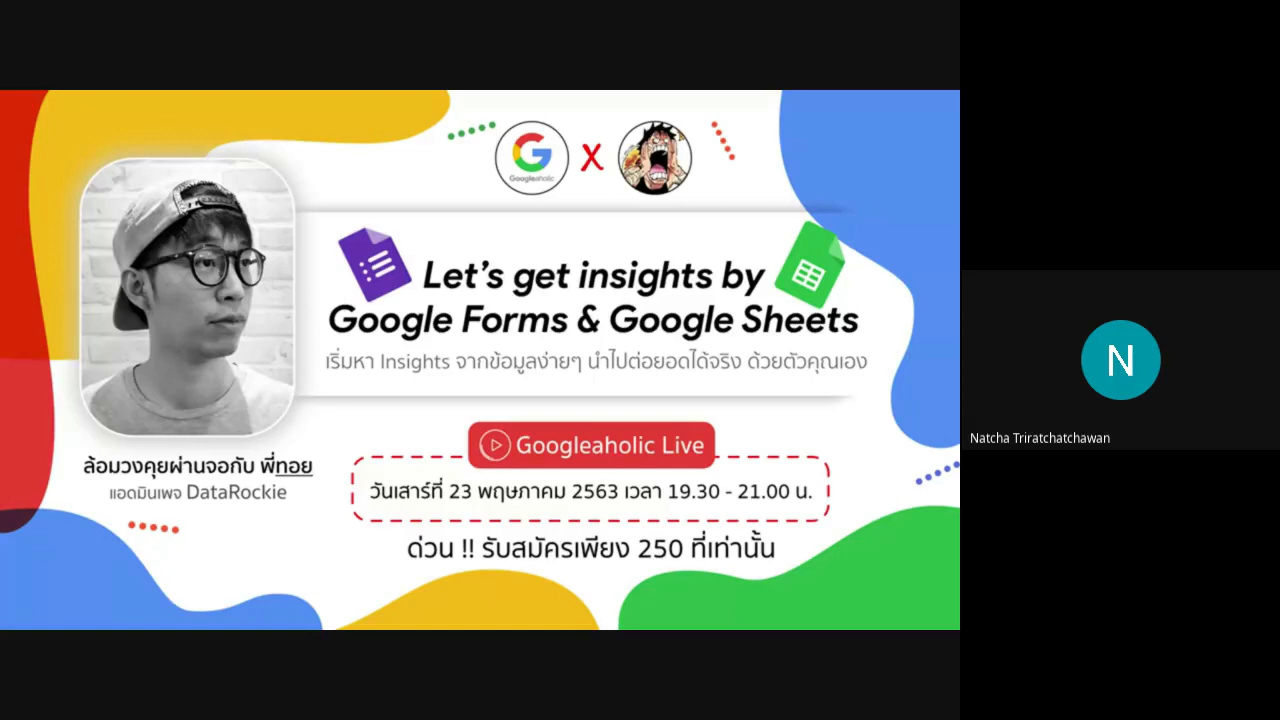 Googleaholic
X
Let's get insights by
Google Forms & Google Sheets
เริ่มหา Insights จากข้อมูลง่ายๆ นำไปต่อยอดได้จริง ด้วยตัวคุณเอง
ล้อมวงคุยผ่านจอกับ พี่ทอย
แอดมินเพจ DataRockie
Googleaholic Live
วันเสาร์ที่ 23 พฤษภาคม 2563 เวลา 19.30 - 21.00 น.
ด่วน !! รับสมัครเพียง 250 ที่เท่านั้น
N
Natcha Triratchatchawan